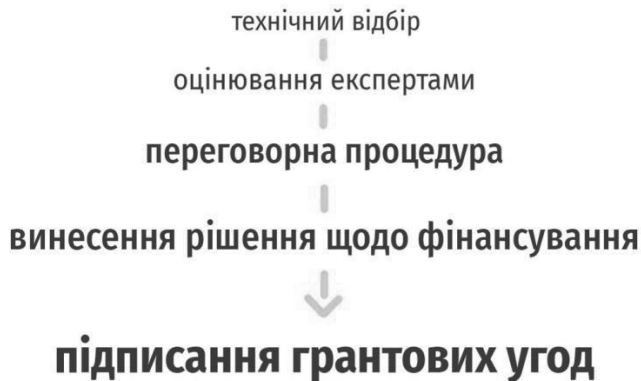 технічний відбір
оцінювання експертами
переговорна процедура
винесення рішення щодо фінансування
підписання грантових угод